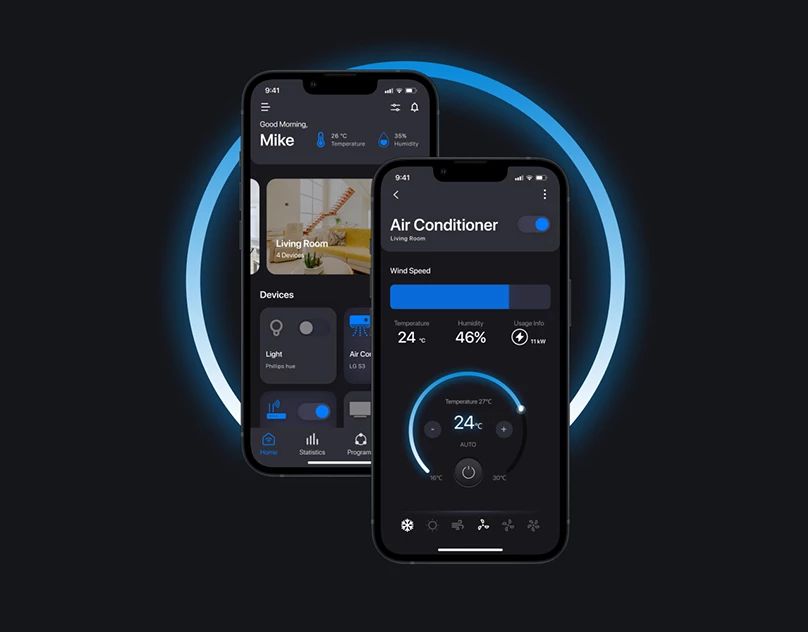 9:41
Good Morning,
Mike
26 °C
Temperature
35%
Humidity
Living Room
4 Devices
Devices
Light
Phillips hue
Air Con
LG S3
Home
Statistics
Program
9:41
Air Conditioner
Living Room
Wind Speed
Temperature
24 °C
Humidity
46%
Usage Info
11 kW
Temperature 27°C
-
24°C
+
AUTO
16°C
30°C